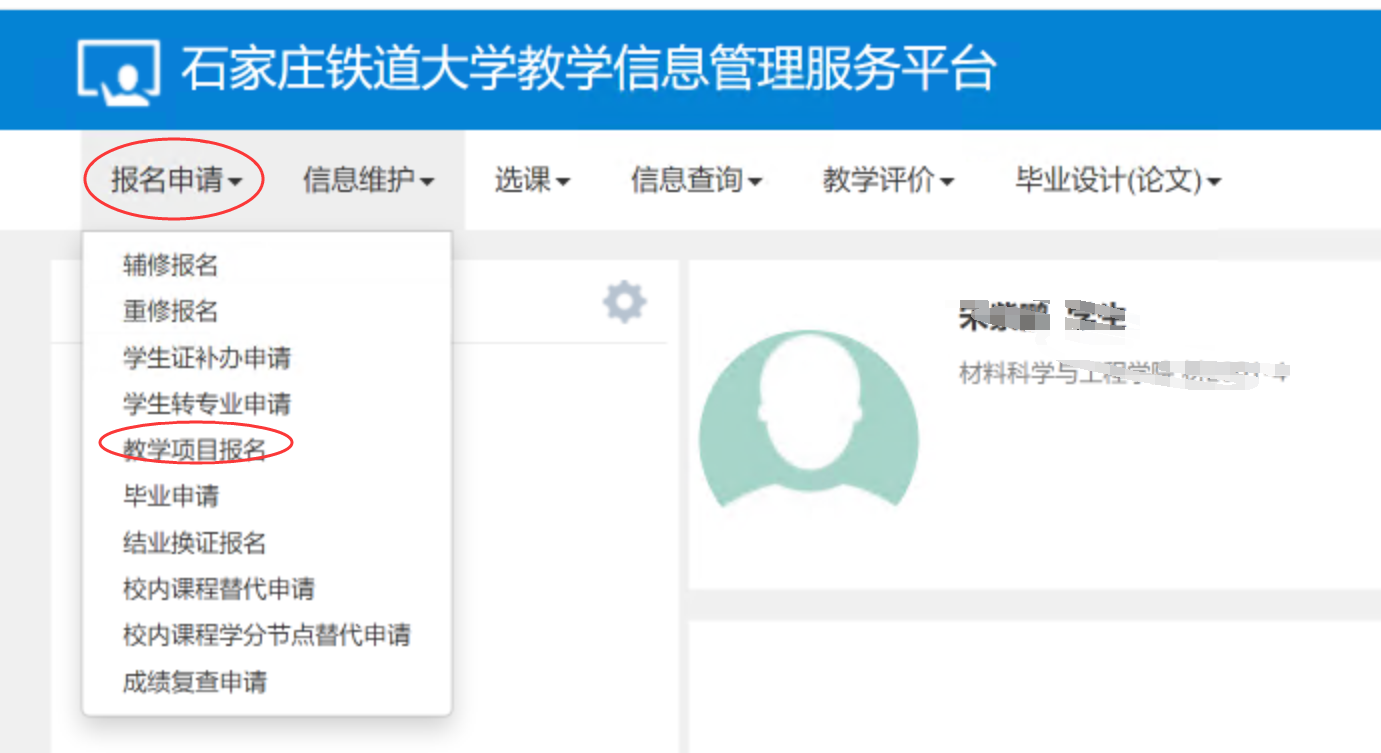 石家庄铁道大学教学信息管理服务平台
报名申请 信息维护 选课 信息查询 教学评价 毕业设计(论文)
辅修报名
重修报名
学生证补办申请
学生转专业申请
教学项目报名
毕业申请
结业换证报名
校内课程替代申请
校内课程学分节点替代申请
成绩复查申请
学生
材料科学与工程学院